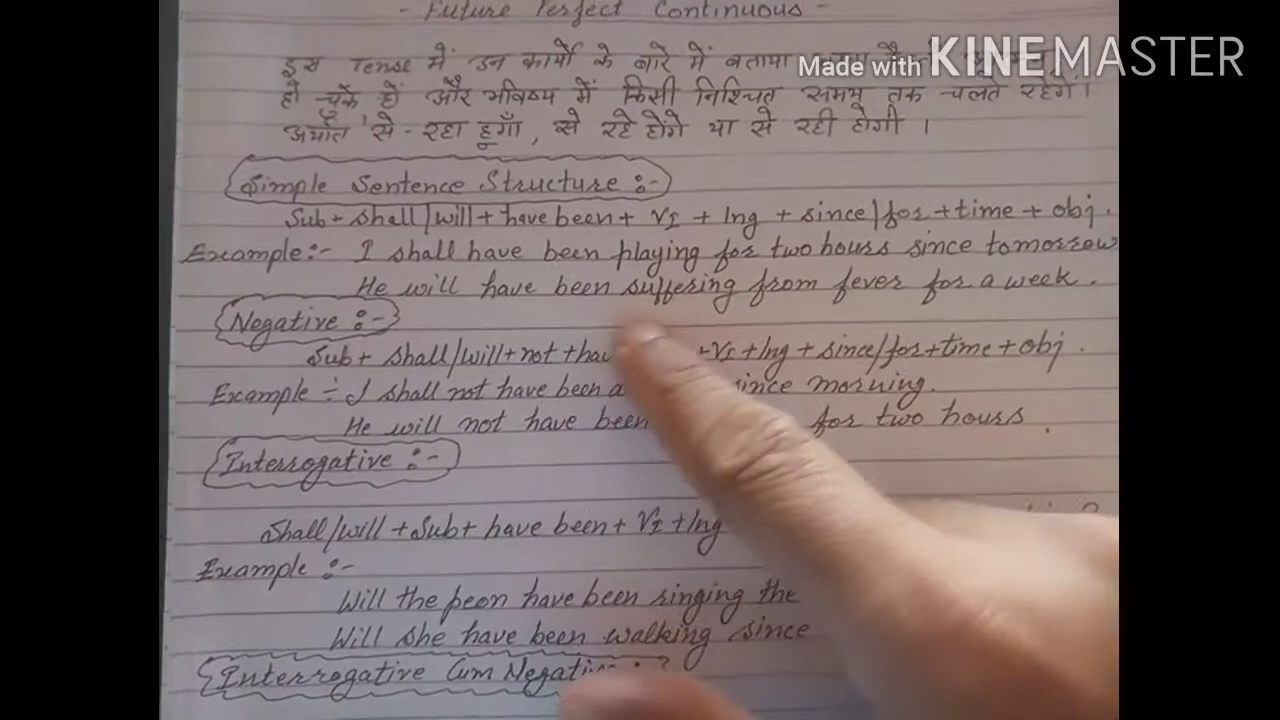 - Future Perfect Continuous -
Made with KINEMASTER
इस Tense में उन कार्यो के बारे में बताया
हो चूके हों और भविष्य में किसी निश्चित समय तक चलते रहेगें।
अर्थात से - रहा हूगाँ, से रहे होंगे या से रही होगी ।
Simple Sentence Structure :-
Sub + shall/will + have been + V1 + Ing + since/for + time + obj.
Example:- I shall have been playing for two hours since tomorrow
He will have been suffering from fever for a week.
Negative :-
Sub + shall/will + not + hav + V1 + Ing + since/for + time + obj.
Example ÷ I shall not have been since morning.
He will not have been for two hours.
Interrogative :-
Shall/will + Sub + have been + V1 + Ing
Example :-
Will the peon have been ringing the
Will she have been walking since
Interrogative Cum Negative